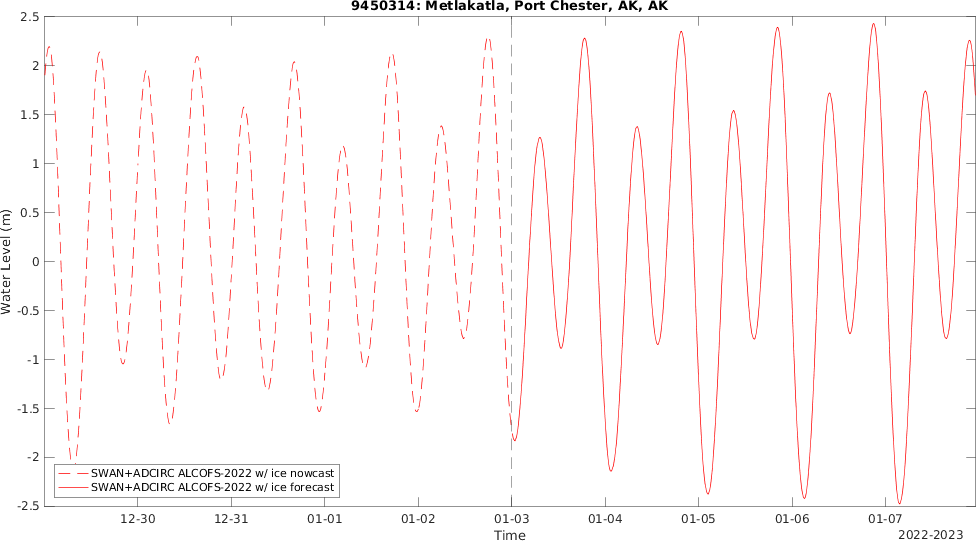 9450314: Metlakatla, Port Chester, AK, AK
2.5
2
1.5
1
0.5
0
-0.5
-1
-1.5
-2
-2.5
Water Level (m)
SWAN+ADCIRC ALCOFS-2022 w/ ice nowcast
SWAN+ADCIRC ALCOFS-2022 w/ ice forecast
12-30 12-31 01-01 01-02 01-03 01-04 01-05 01-06 01-07
Time
2022-2023